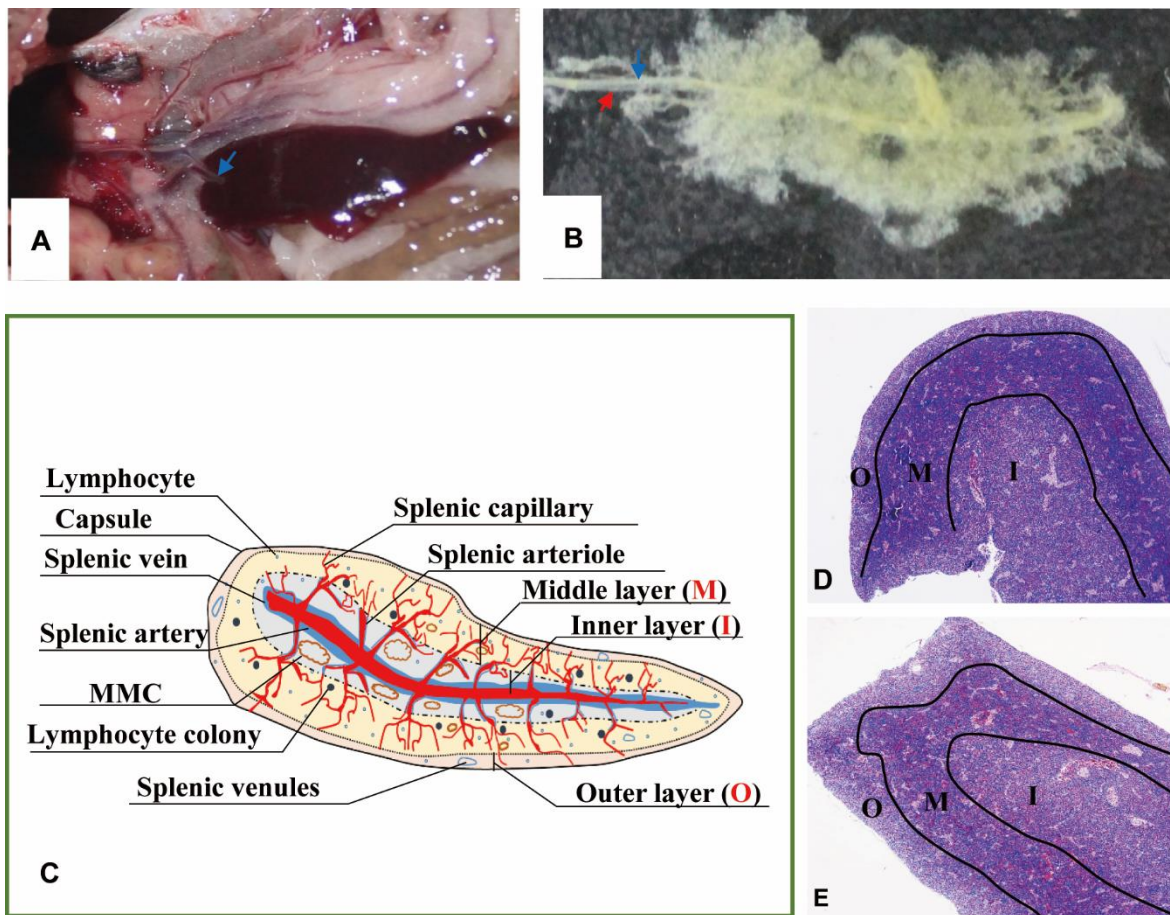 A
B
Lymphocyte
Capsule
Splenic vein
Splenic artery
MMC
Lymphocyte colony
Splenic venules
Splenic capillary
Splenic arteriole
Middle layer (M)
Inner layer (I)
Outer layer (O)
C
O
M
I
D
O
M
I
E